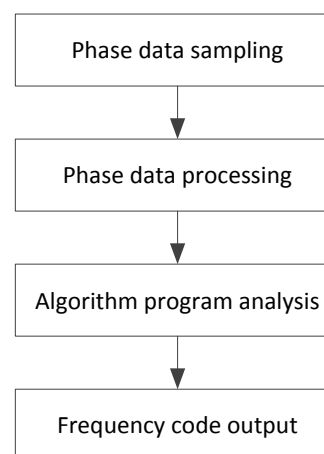 Phase data sampling
Phase data processing
Algorithm program analysis
Frequency code output